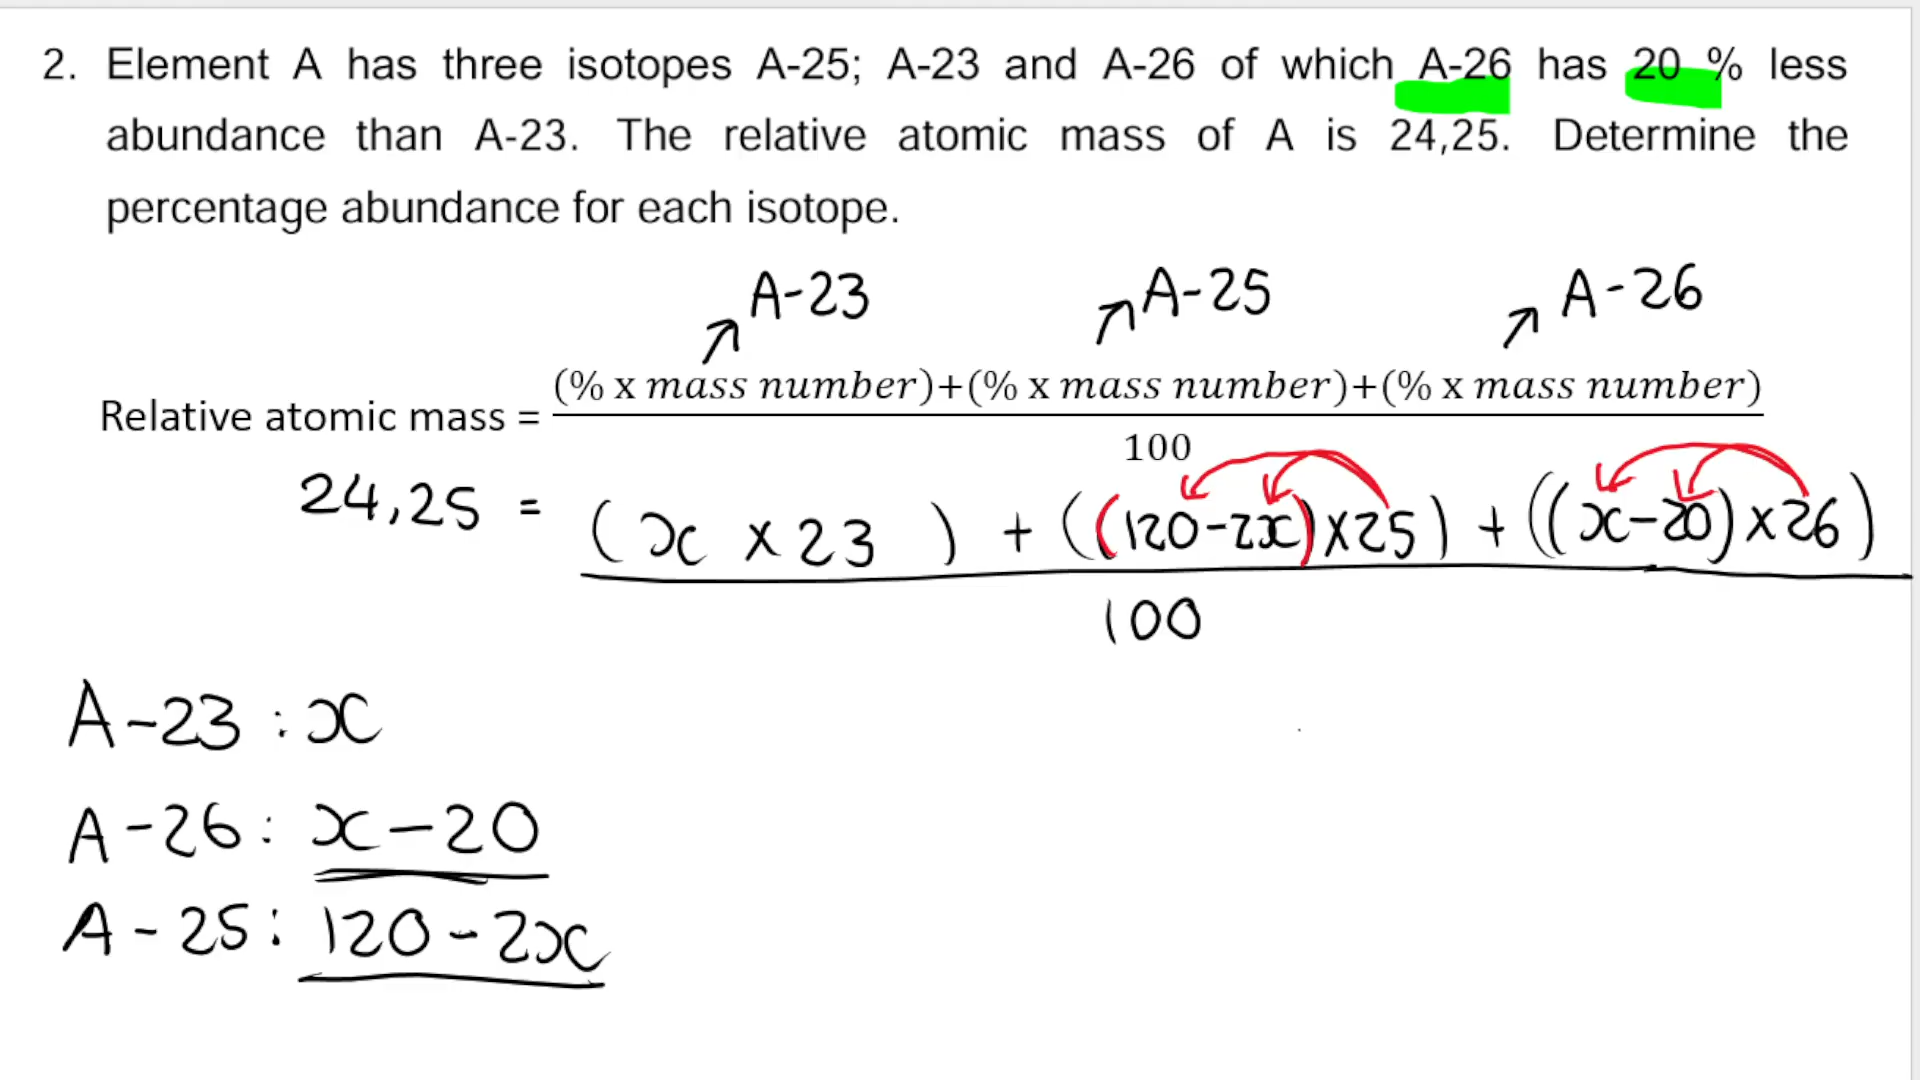 2. Element A has three isotopes A-25; A-23 and A-26 of which A-26 has 20 % less
abundance than A-23. The relative atomic mass of A is 24,25. Determine the
percentage abundance for each isotope.
A-23 A-25 A-26
(% x mass number)+(% x mass number)+(% x mass number)
Relative atomic mass =
100
24,25 = (x × 23 ) + ((120-2x)×25) + ((x-20)×26)
100
A-23 : x
A-26 : x-20
A-25 : 120-2x